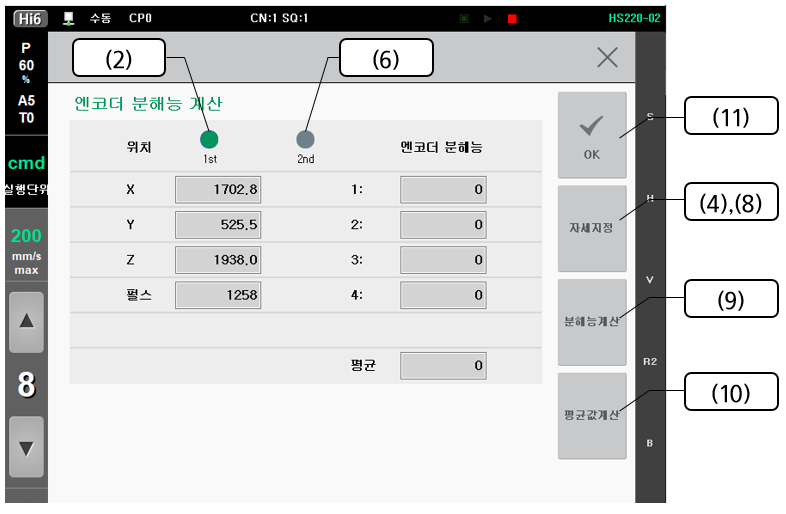 Hi6 수동 CP0 CN:1 SQ:1 HS220-02
P
60
%
A5
T0
cmd
실행단위
200
mm/s
max
8
(2)
(6)
엔코더 분해능 계산
위치 1st 2nd 엔코더 분해능
X 1702.8 1: 0
Y 525.5 2: 0
Z 1938.0 3: 0
펄스 1258 4: 0
평균 0
OK
자세지정
분해능계산
평균값계산
S
H
V
R2
B
(11)
(4),(8)
(9)
(10)